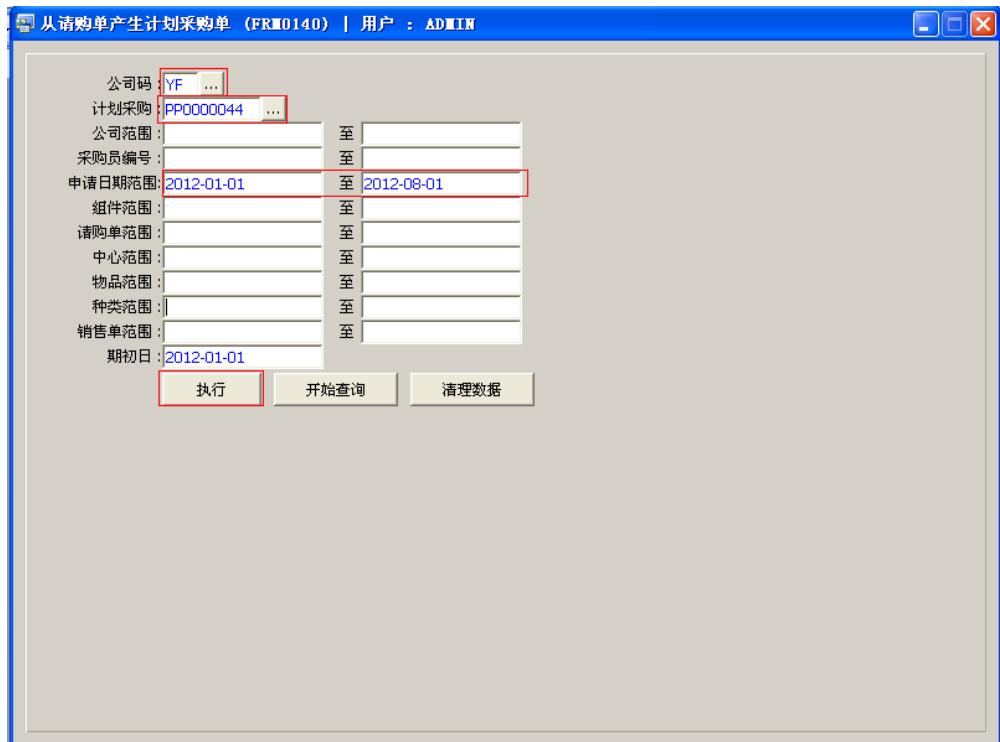 从请购单产生计划采购单 (FRM0140) | 用户 : ADMIN
公司码 : YF ...
计划采购 : PP0000044 ...
公司范围 : 至
采购员编号 : 至
申请日期范围: 2012-01-01 至 2012-08-01
组件范围 : 至
请购单范围 : 至
中心范围 : 至
物品范围 : 至
种类范围 : 至
销售单范围 : 至
期初日 : 2012-01-01
执行 开始查询 清理数据